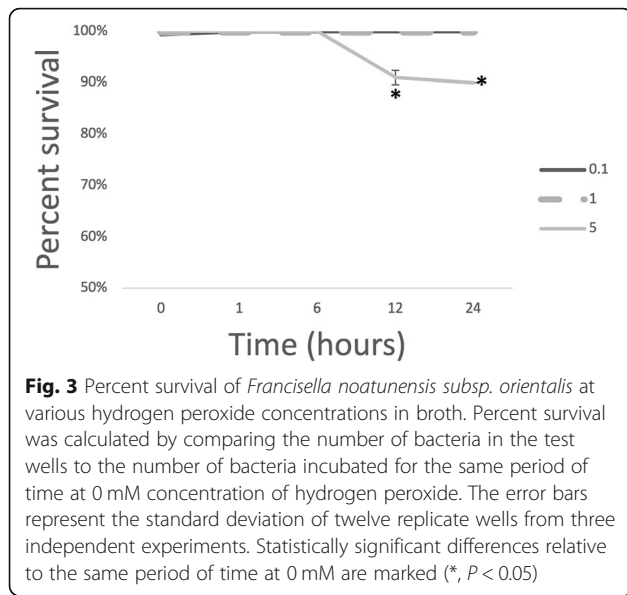 100%
90%
80%
70%
60%
50%
Percent survival
*
*
0.1
1
5
0 1 6 12 24
Time (hours)
Fig. 3 Percent survival of Francisella noatunensis subsp. orientalis at
various hydrogen peroxide concentrations in broth. Percent survival
was calculated by comparing the number of bacteria in the test
wells to the number of bacteria incubated for the same period of
time at 0 mM concentration of hydrogen peroxide. The error bars
represent the standard deviation of twelve replicate wells from three
independent experiments. Statistically significant differences relative
to the same period of time at 0 mM are marked (*, P < 0.05)